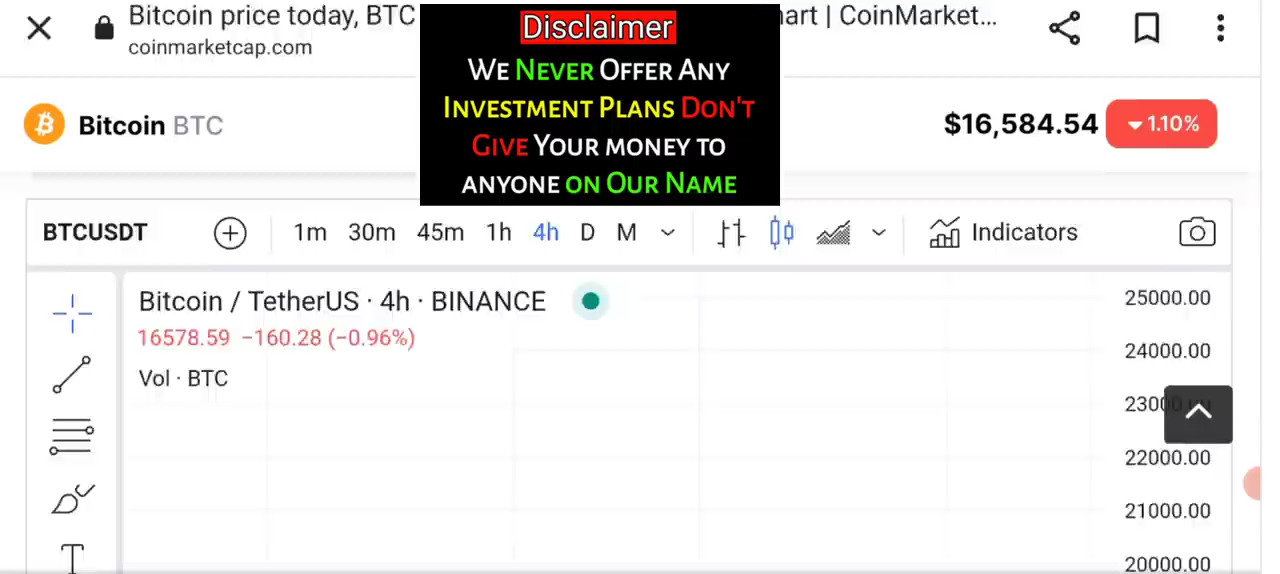 Bitcoin price today, BTC
art | CoinMarket...
coinmarketcap.com
Disclaimer
We Never Offer Any
Investment Plans Don't
Give Your money to
anyone on Our Name
Bitcoin BTC
$16,584.54
1.10%
BTCUSDT
1m 30m 45m 1h 4h D M
Indicators
Bitcoin / TetherUS · 4h · BINANCE
16578.59 −160.28 (−0.96%)
Vol · BTC
25000.00
24000.00
22000.00
21000.00
20000.00